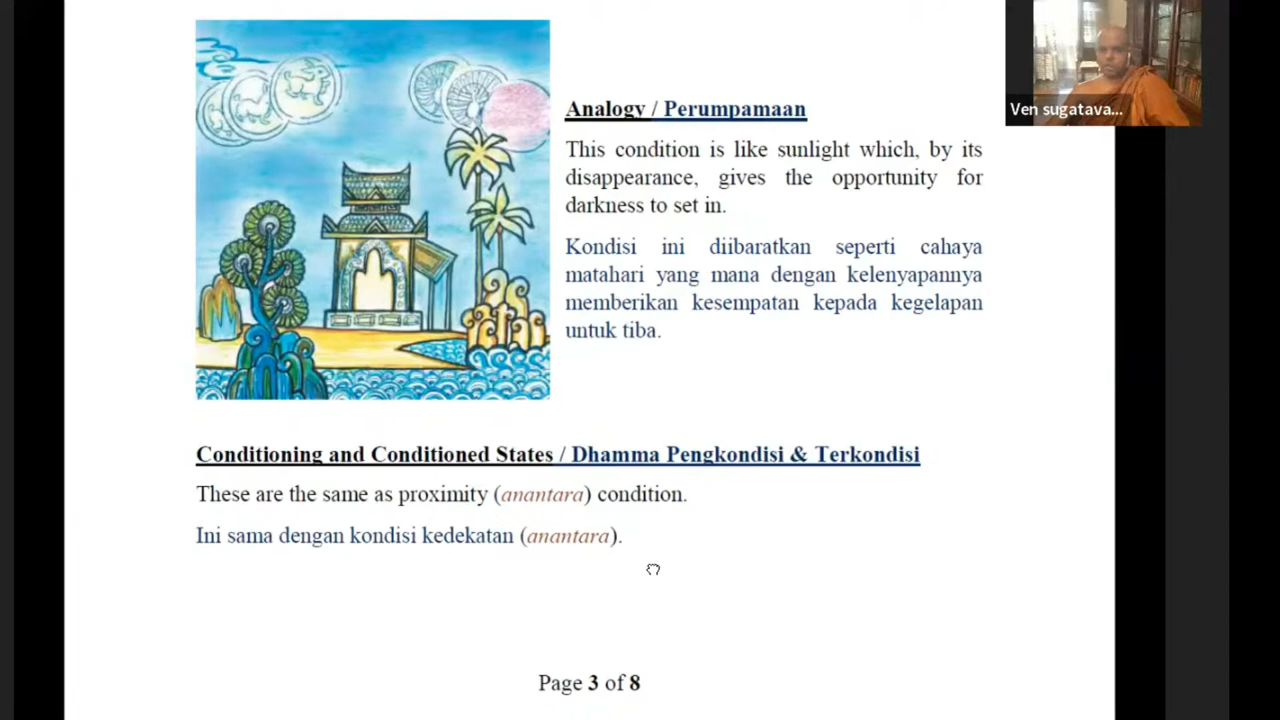 Ven sugatava...
Analogy / Perumpamaan
This condition is like sunlight which, by its
disappearance, gives the opportunity for
darkness to set in.
Kondisi ini diibaratkan seperti cahaya
matahari yang mana dengan kelenyapannya
memberikan kesempatan kepada kegelapan
untuk tiba.
Conditioning and Conditioned States / Dhamma Pengkondisi & Terkondisi
These are the same as proximity (anantara) condition.
Ini sama dengan kondisi kedekatan (anantara).
Page 3 of 8